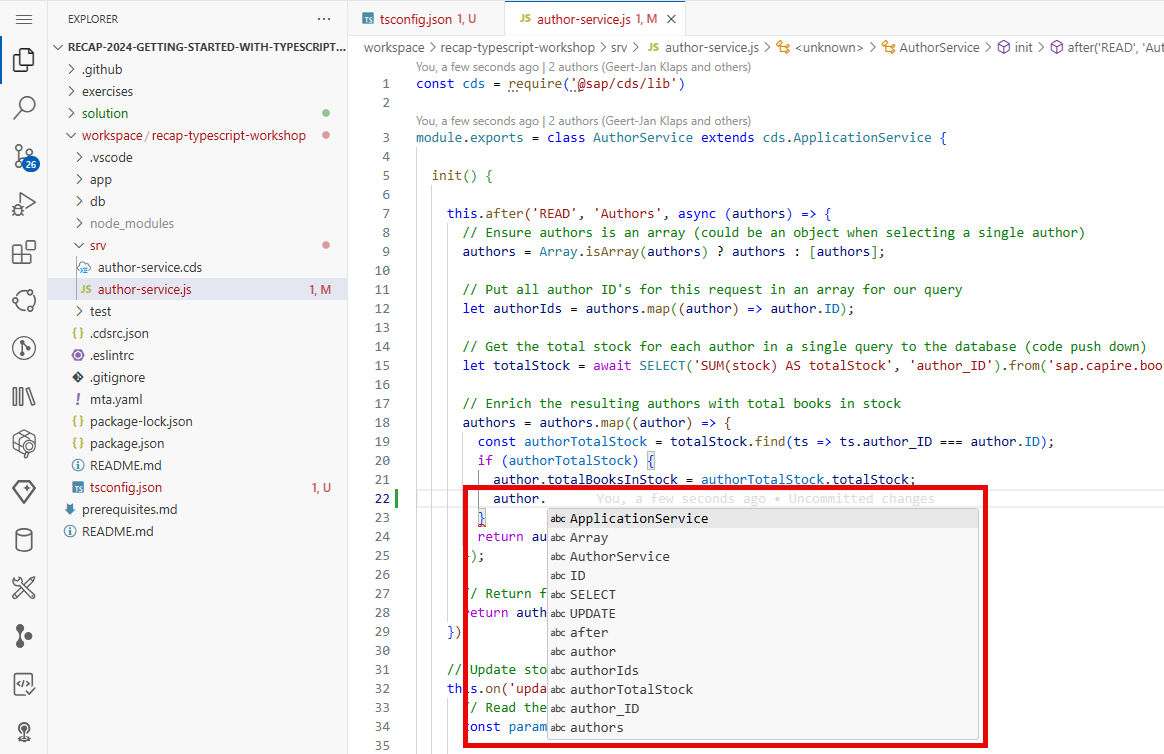 EXPLORER
RECAP-2024-GETTING-STARTED-WITH-TYPESCRIPT...
.github
exercises
solution
workspace / recap-typescript-workshop
.vscode
app
db
node_modules
srv
author-service.cds
JS author-service.js 1, M
test
{} .cdsrc.json
.eslintrc
.gitignore
! mta.yaml
{} package-lock.json
{} package.json
README.md
TS tsconfig.json 1, U
prerequisites.md
README.md
26
TS tsconfig.json 1, U
JS author-service.js 1, M
workspace > recap-typescript-workshop > srv > JS author-service.js > <unknown> > AuthorService > init > after('READ', 'Aut
You, a few seconds ago | 2 authors (Geert-Jan Klaps and others)
1 const cds = require('@sap/cds/lib')
2
You, a few seconds ago | 2 authors (Geert-Jan Klaps and others)
3 module.exports = class AuthorService extends cds.ApplicationService {
4
5 init() {
6
7 this.after('READ', 'Authors', async (authors) => {
8 // Ensure authors is an array (could be an object when selecting a single author)
9 authors = Array.isArray(authors) ? authors : [authors];
10
11 // Put all author ID's for this request in an array for our query
12 let authorIds = authors.map((author) => author.ID);
13
14 // Get the total stock for each author in a single query to the database (code push down)
15 let totalStock = await SELECT('SUM(stock) AS totalStock', 'author_ID').from('sap.capire.boo
16
17 // Enrich the resulting authors with total books in stock
18 authors = authors.map((author) => {
19 const authorTotalStock = totalStock.find(ts => ts.author_ID === author.ID);
20 if (authorTotalStock) {
21 author.totalBooksInStock = authorTotalStock.totalStock;
22 author. You, a few seconds ago • Uncommitted changes
23 }
24 return au
25 );
26
27 // Return f
28 return auth
29 })
30
31 // Update sto
32 this.on('upda
33 // Read the
34 const param
35
abc ApplicationService
abc Array
abc AuthorService
abc ID
abc SELECT
abc UPDATE
abc after
abc author
abc authorIds
abc authorTotalStock
abc author_ID
abc authors